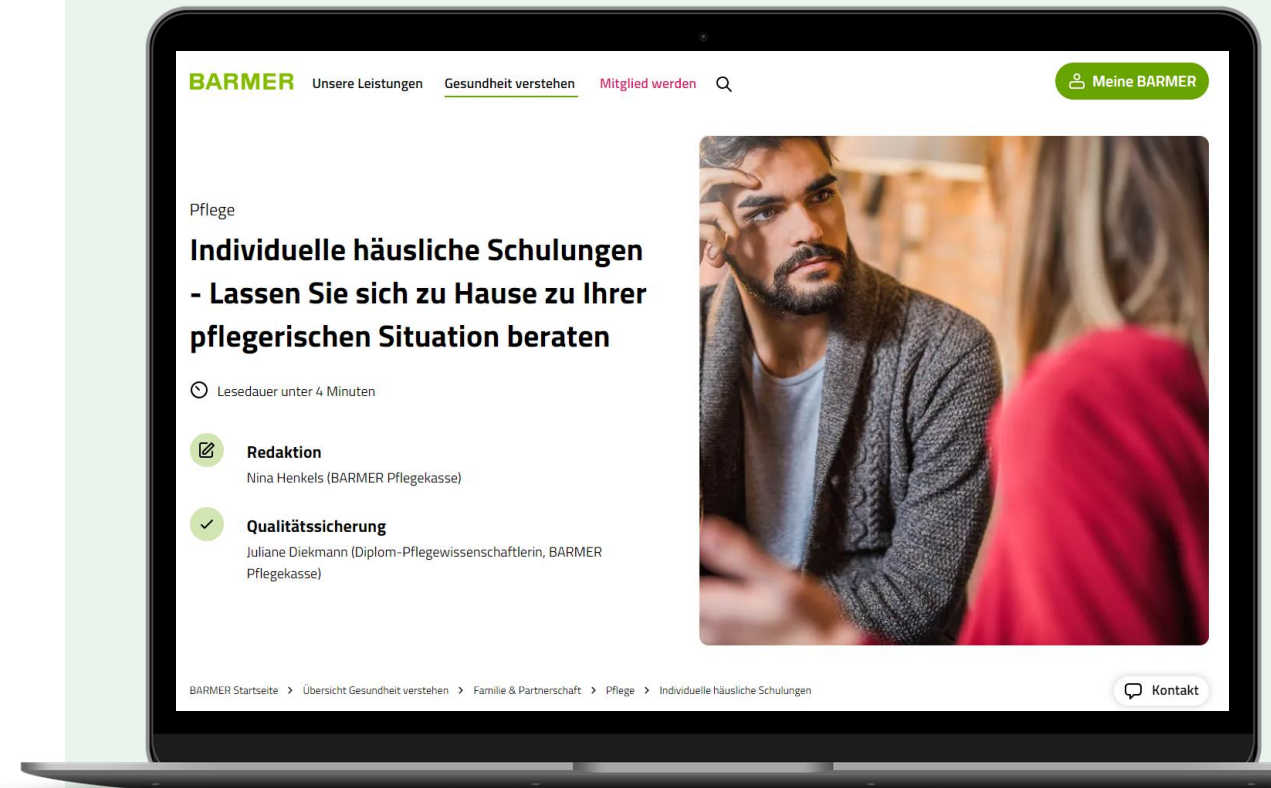 BARMER
Unsere Leistungen
Gesundheit verstehen
Mitglied werden
Meine BARMER
Pflege
Individuelle häusliche Schulungen
- Lassen Sie sich zu Hause zu Ihrer
pflegerischen Situation beraten
Lesedauer unter 4 Minuten
Redaktion
Nina Henkels (BARMER Pflegekasse)
Qualitätssicherung
Juliane Diekmann (Diplom-Pflegewissenschaftlerin, BARMER
Pflegekasse)
BARMER Startseite > Übersicht Gesundheit verstehen > Familie & Partnerschaft > Pflege > Individuelle häusliche Schulungen
Kontakt